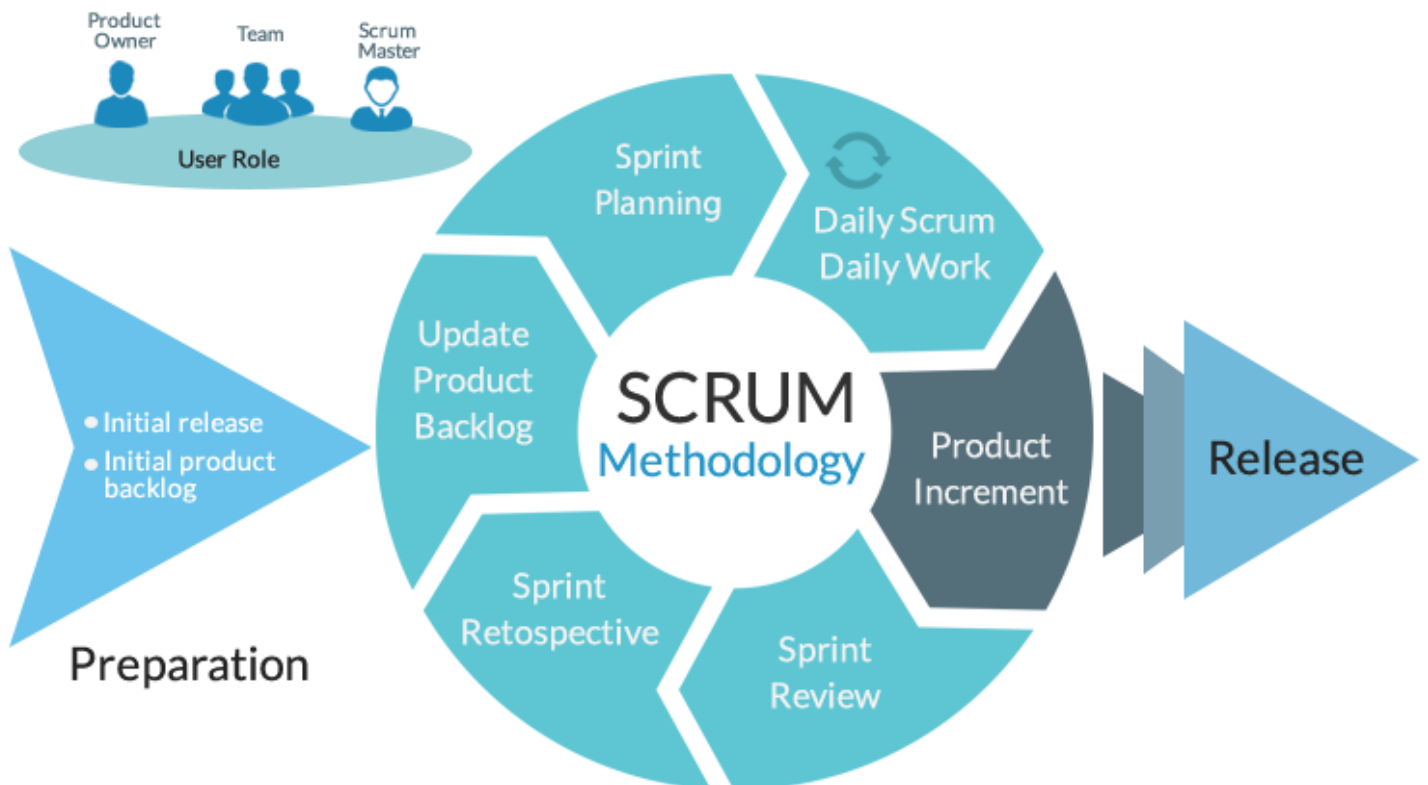 Product
Owner
Team
Scrum
Master
User Role
Sprint
Planning
Daily Scrum
Daily Work
Update
Product
Backlog
SCRUM
Methodology
Product
Increment
Release
Initial release
Initial product
backlog
Sprint
Retospective
Sprint
Review
Preparation